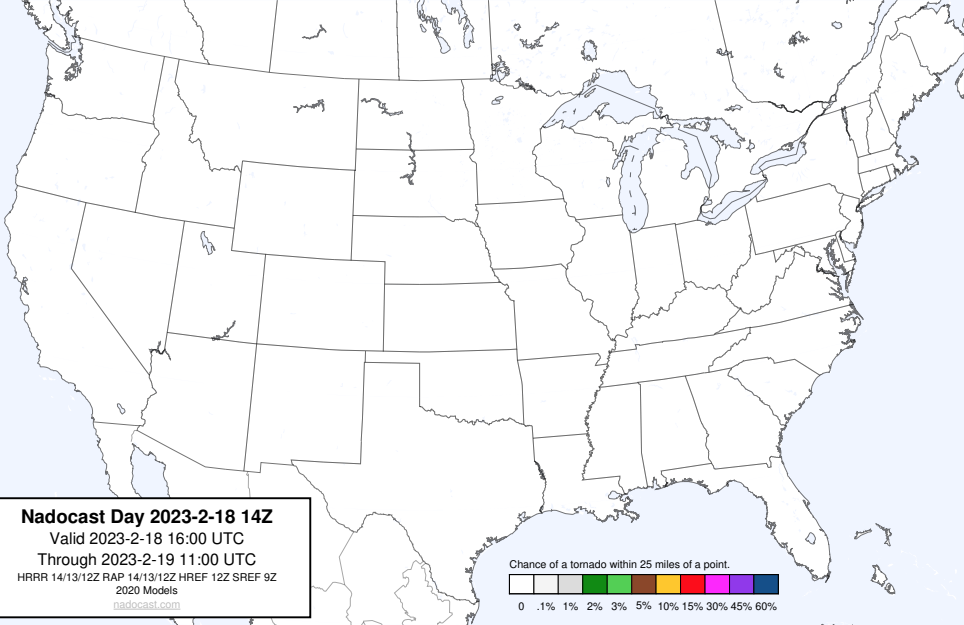 Nadocast Day 2023-2-18 14Z
Valid 2023-2-18 16:00 UTC
Through 2023-2-19 11:00 UTC
HRRR 14/13/12Z RAP 14/13/12Z HREF 12Z SREF 9Z
2020 Models
nadocast.com
Chance of a tornado within 25 miles of a point.
0 .1% 1% 2% 3% 5% 10% 15% 30% 45% 60%